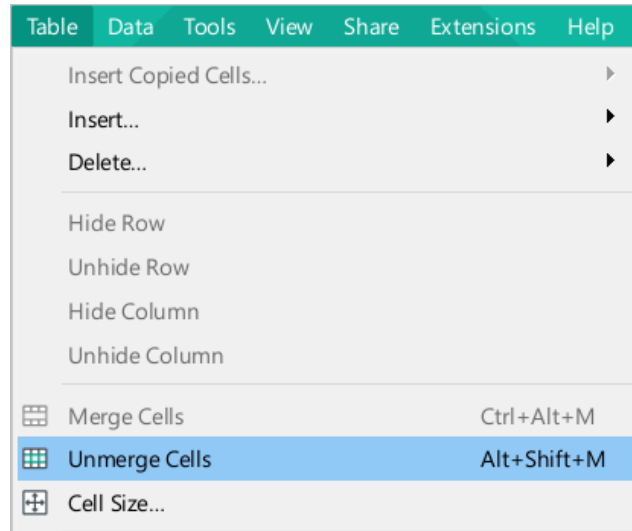 Table Data Tools View Share Extensions Help
Insert Copied Cells...
Insert...
Delete...
Hide Row
Unhide Row
Hide Column
Unhide Column
Merge Cells Ctrl+Alt+M
Unmerge Cells Alt+Shift+M
Cell Size...